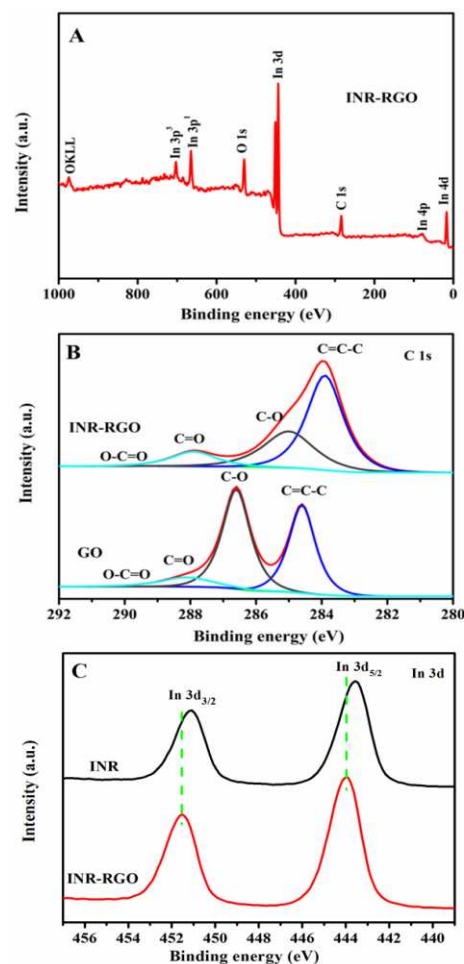 A
INR-RGO
OKLL
In 3p³
In 3p¹
O 1s
In 3d
C 1s
In 4p
In 4d
Intensity (a.u.)
1000 800 600 400 200 0
Binding energy (eV)
B
C 1s
C=C-C
C-O
INR-RGO
C=O
O-C=O
C-O
C=C-C
GO
C=O
O-C=O
Intensity (a.u.)
292 290 288 286 284 282 280
Binding energy (eV)
C
In 3d
In 3d3/2
In 3d5/2
INR
INR-RGO
Intensity (a.u.)
456 454 452 450 448 446 444 442 440
Binding energy (eV)